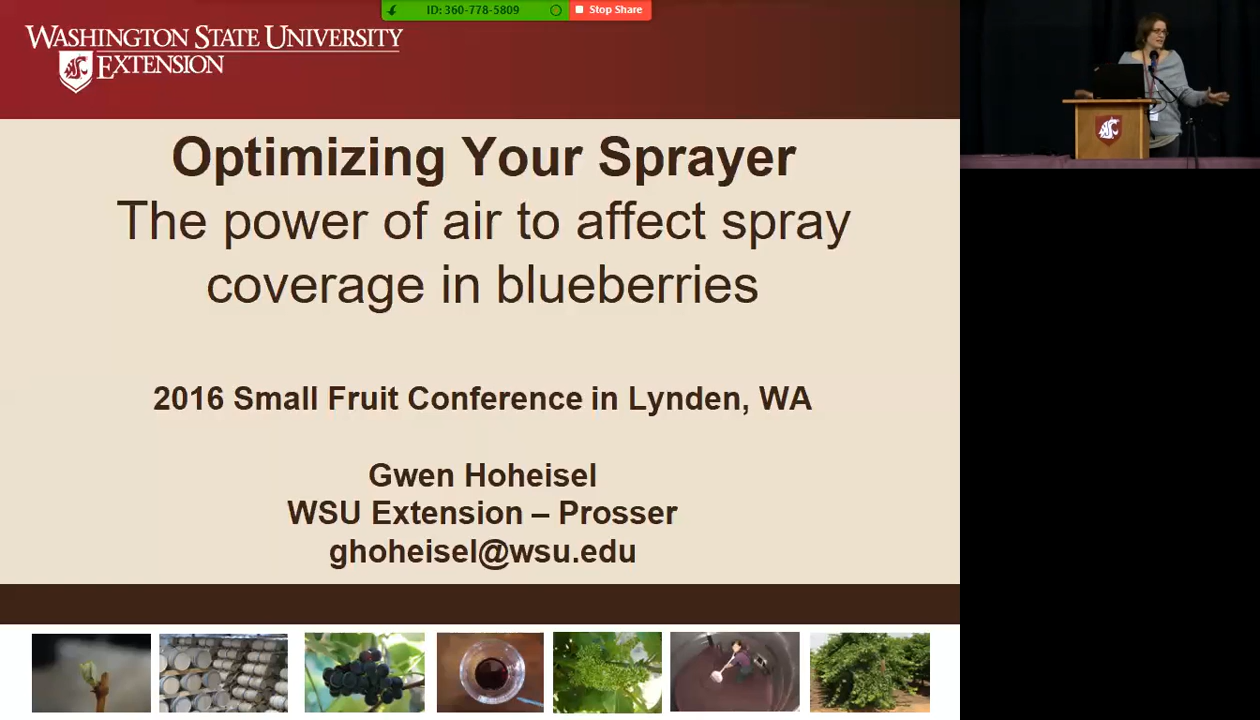 ID: 360-778-5809
Stop Share
WASHINGTON STATE UNIVERSITY
EXTENSION
Optimizing Your Sprayer
The power of air to affect spray
coverage in blueberries
2016 Small Fruit Conference in Lynden, WA
Gwen Hoheisel
WSU Extension – Prosser
ghoheisel@wsu.edu